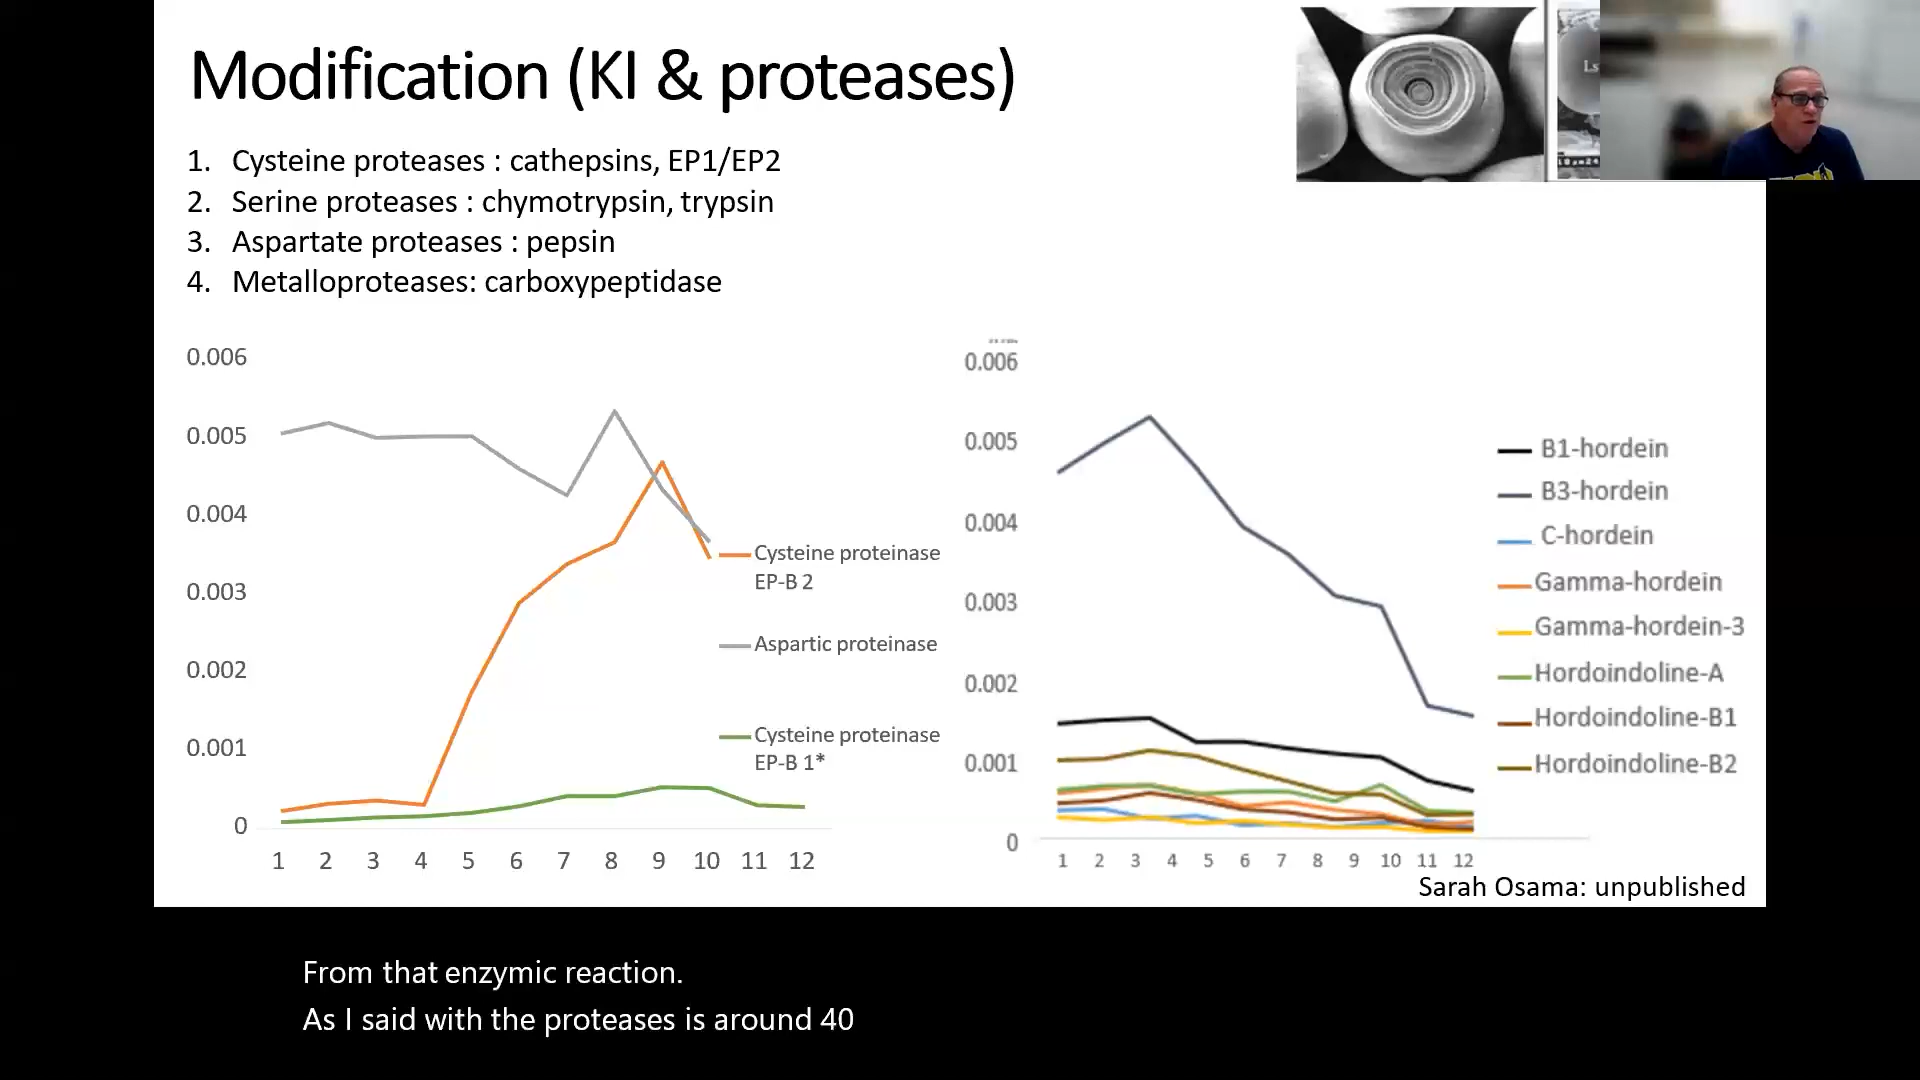 Modification (KI & proteases)
1. Cysteine proteases : cathepsins, EP1/EP2
2. Serine proteases : chymotrypsin, trypsin
3. Aspartate proteases : pepsin
4. Metalloproteases: carboxypeptidase
0.006
0.005
0.004
0.003
0.002
0.001
0
1 2 3 4 5 6 7 8 9 10 11 12
Cysteine proteinase
EP-B 2
Aspartic proteinase
Cysteine proteinase
EP-B 1*
0.006
0.005
0.004
0.003
0.002
0.001
0
1 2 3 4 5 6 7 8 9 10 11 12
B1-hordein
B3-hordein
C-hordein
Gamma-hordein
Gamma-hordein-3
Hordoindoline-A
Hordoindoline-B1
Hordoindoline-B2
Sarah Osama: unpublished
From that enzymic reaction.
As I said with the proteases is around 40